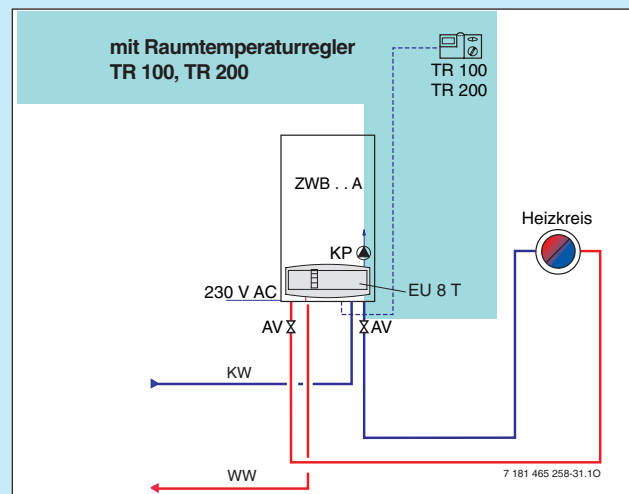 mit Raumtemperaturregler
TR 100, TR 200
TR 100
TR 200
ZWB . . A
Heizkreis
KP
230 V AC
EU 8 T
AV
AV
KW
WW
7 181 465 258-31.1O